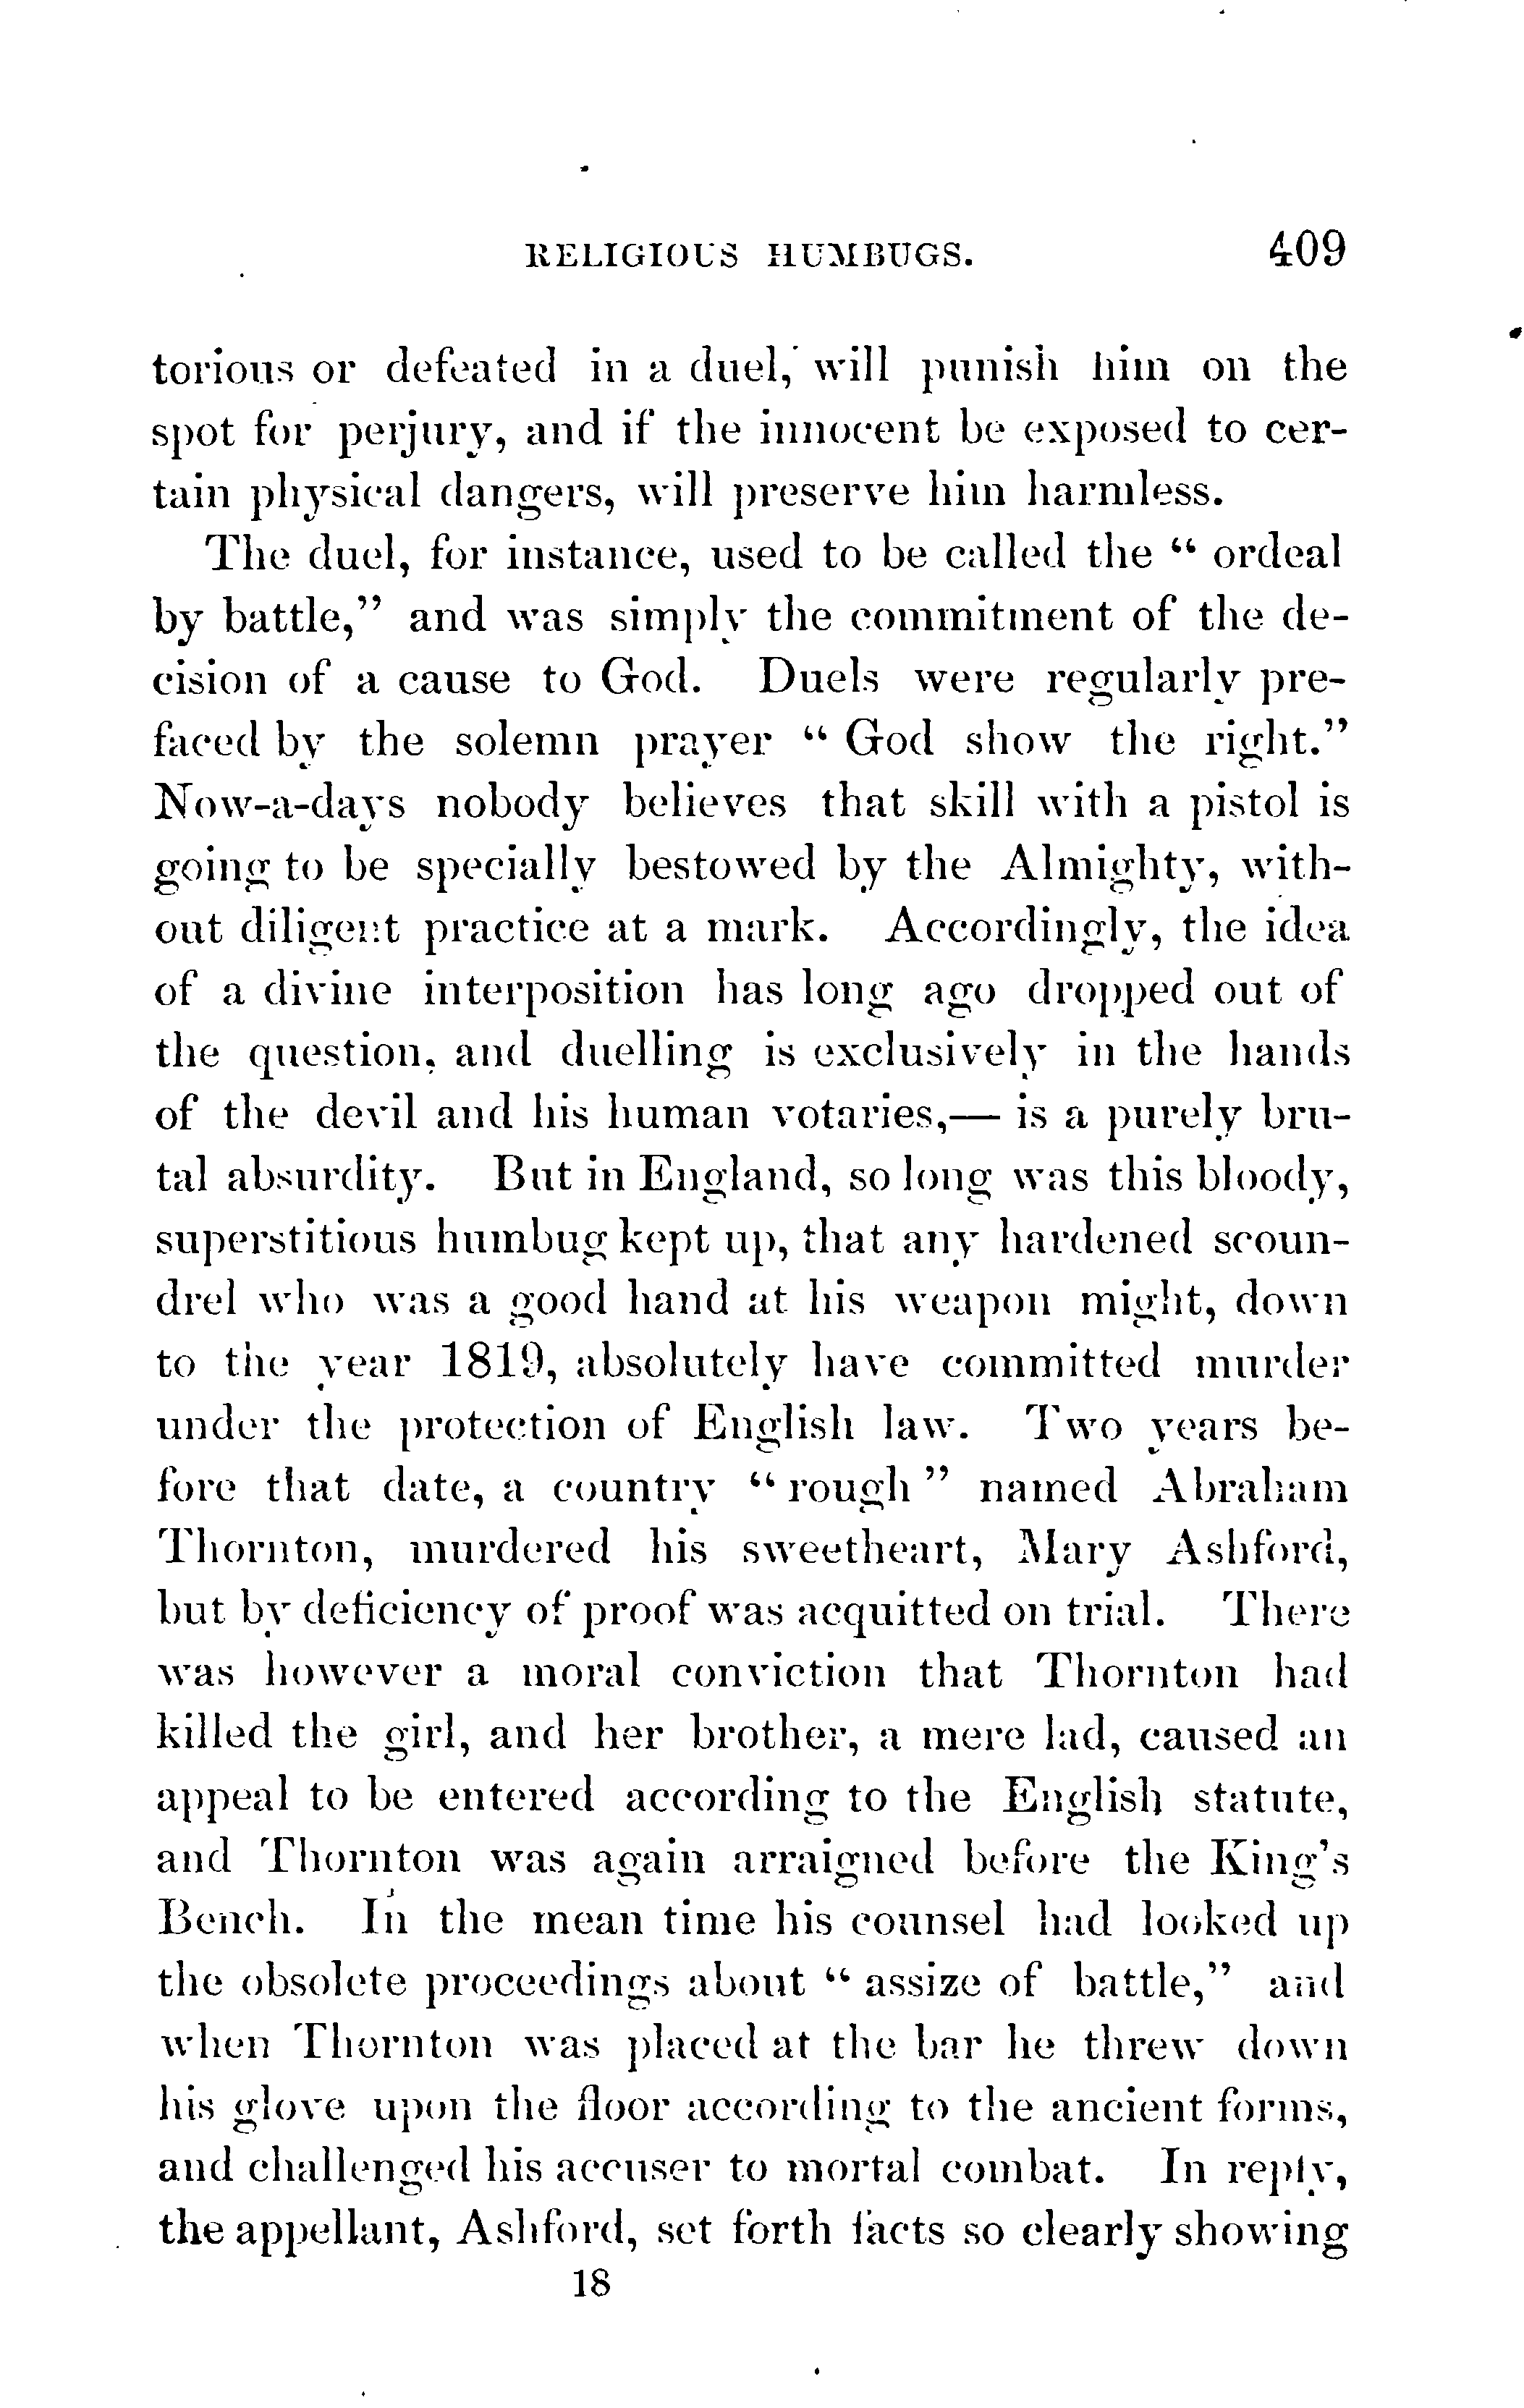 RELIGIOUS HUMBUGS. 409
torious or defeated in a duel, will punish him on the
spot for perjury, and if the innocent be exposed to cer-
tain physical dangers, will preserve him harmless.
The duel, for instance, used to be called the “ ordeal
by battle,” and was simply the commitment of the de-
cision of a cause to God. Duels were regularly pre-
faced by the solemn prayer “ God show the right.”
Now-a-days nobody believes that skill with a pistol is
going to be specially bestowed by the Almighty, with-
out diligent practice at a mark. Accordingly, the idea
of a divine interposition has long ago dropped out of
the question, and duelling is exclusively in the hands
of the devil and his human votaries,— is a purely bru-
tal absurdity. But in England, so long was this bloody,
superstitious humbug kept up, that any hardened scoun-
drel who was a good hand at his weapon might, down
to the year 1819, absolutely have committed murder
under the protection of English law. Two years be-
fore that date, a country “ rough ” named Abraham
Thornton, murdered his sweetheart, Mary Ashford,
but by deficiency of proof was acquitted on trial. There
was however a moral conviction that Thornton had
killed the girl, and her brother, a mere lad, caused an
appeal to be entered according to the English statute,
and Thornton was again arraigned before the King’s
Bench. In the mean time his counsel had looked up
the obsolete proceedings about “ assize of battle,” and
when Thornton was placed at the bar he threw down
his glove upon the floor according to the ancient forms,
and challenged his accuser to mortal combat. In reply,
the appellant, Ashford, set forth facts so clearly showing
18